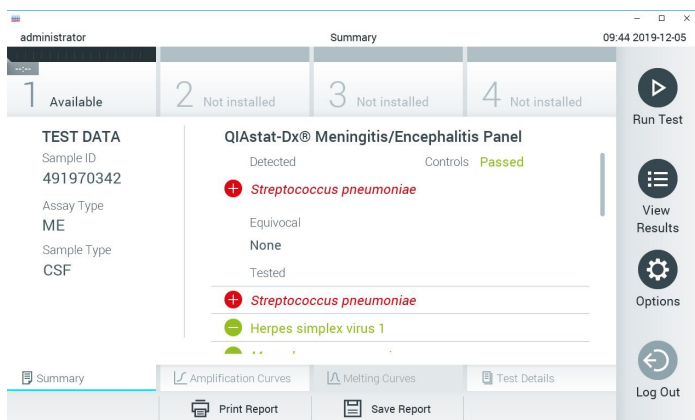 administrator
Summary
09:44 2019-12-05
--:--
1 Available
2 Not installed
3 Not installed
4 Not installed
Run Test
TEST DATA
Sample ID
491970342
Assay Type
ME
Sample Type
CSF
QIAstat-Dx® Meningitis/Encephalitis Panel
Detected
Controls Passed
Streptococcus pneumoniae
Equivocal
None
Tested
Streptococcus pneumoniae
Herpes simplex virus 1
View
Results
Options
Log Out
Summary
Amplification Curves
Melting Curves
Test Details
Print Report
Save Report